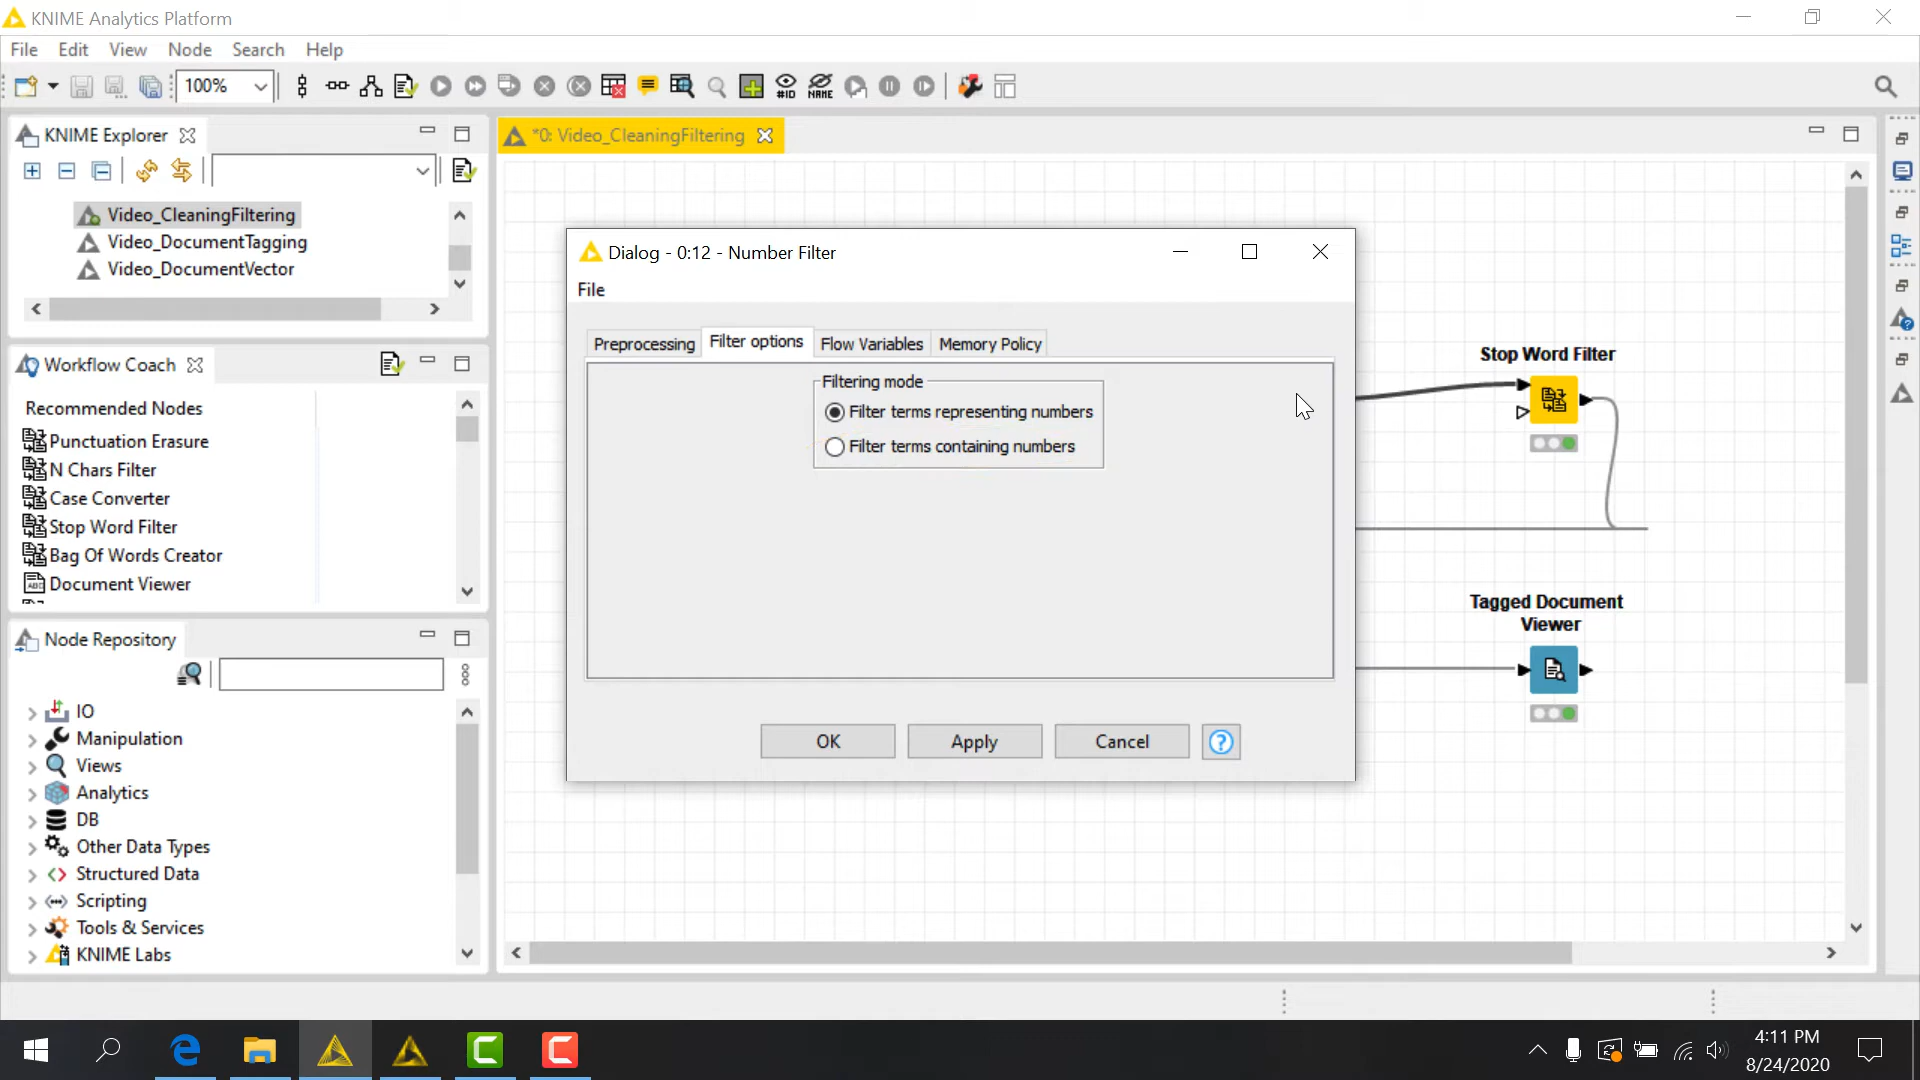 KNIME Analytics Platform
File Edit View Node Search Help
100%
#ID
NAME
KNIME Explorer
*0: Video_CleaningFiltering
Video_CleaningFiltering
Video_DocumentTagging
Video_DocumentVector
Workflow Coach
Recommended Nodes
Punctuation Erasure
N Chars Filter
Case Converter
Stop Word Filter
Bag Of Words Creator
Document Viewer
Node Repository
IO
Manipulation
Views
Analytics
DB
Other Data Types
Structured Data
Scripting
Tools & Services
KNIME Labs
Dialog - 0:12 - Number Filter
File
Preprocessing Filter options Flow Variables Memory Policy
Filtering mode
Filter terms representing numbers
Filter terms containing numbers
OK Apply Cancel ?
Stop Word Filter
Tagged Document
Viewer
4:11 PM
8/24/2020